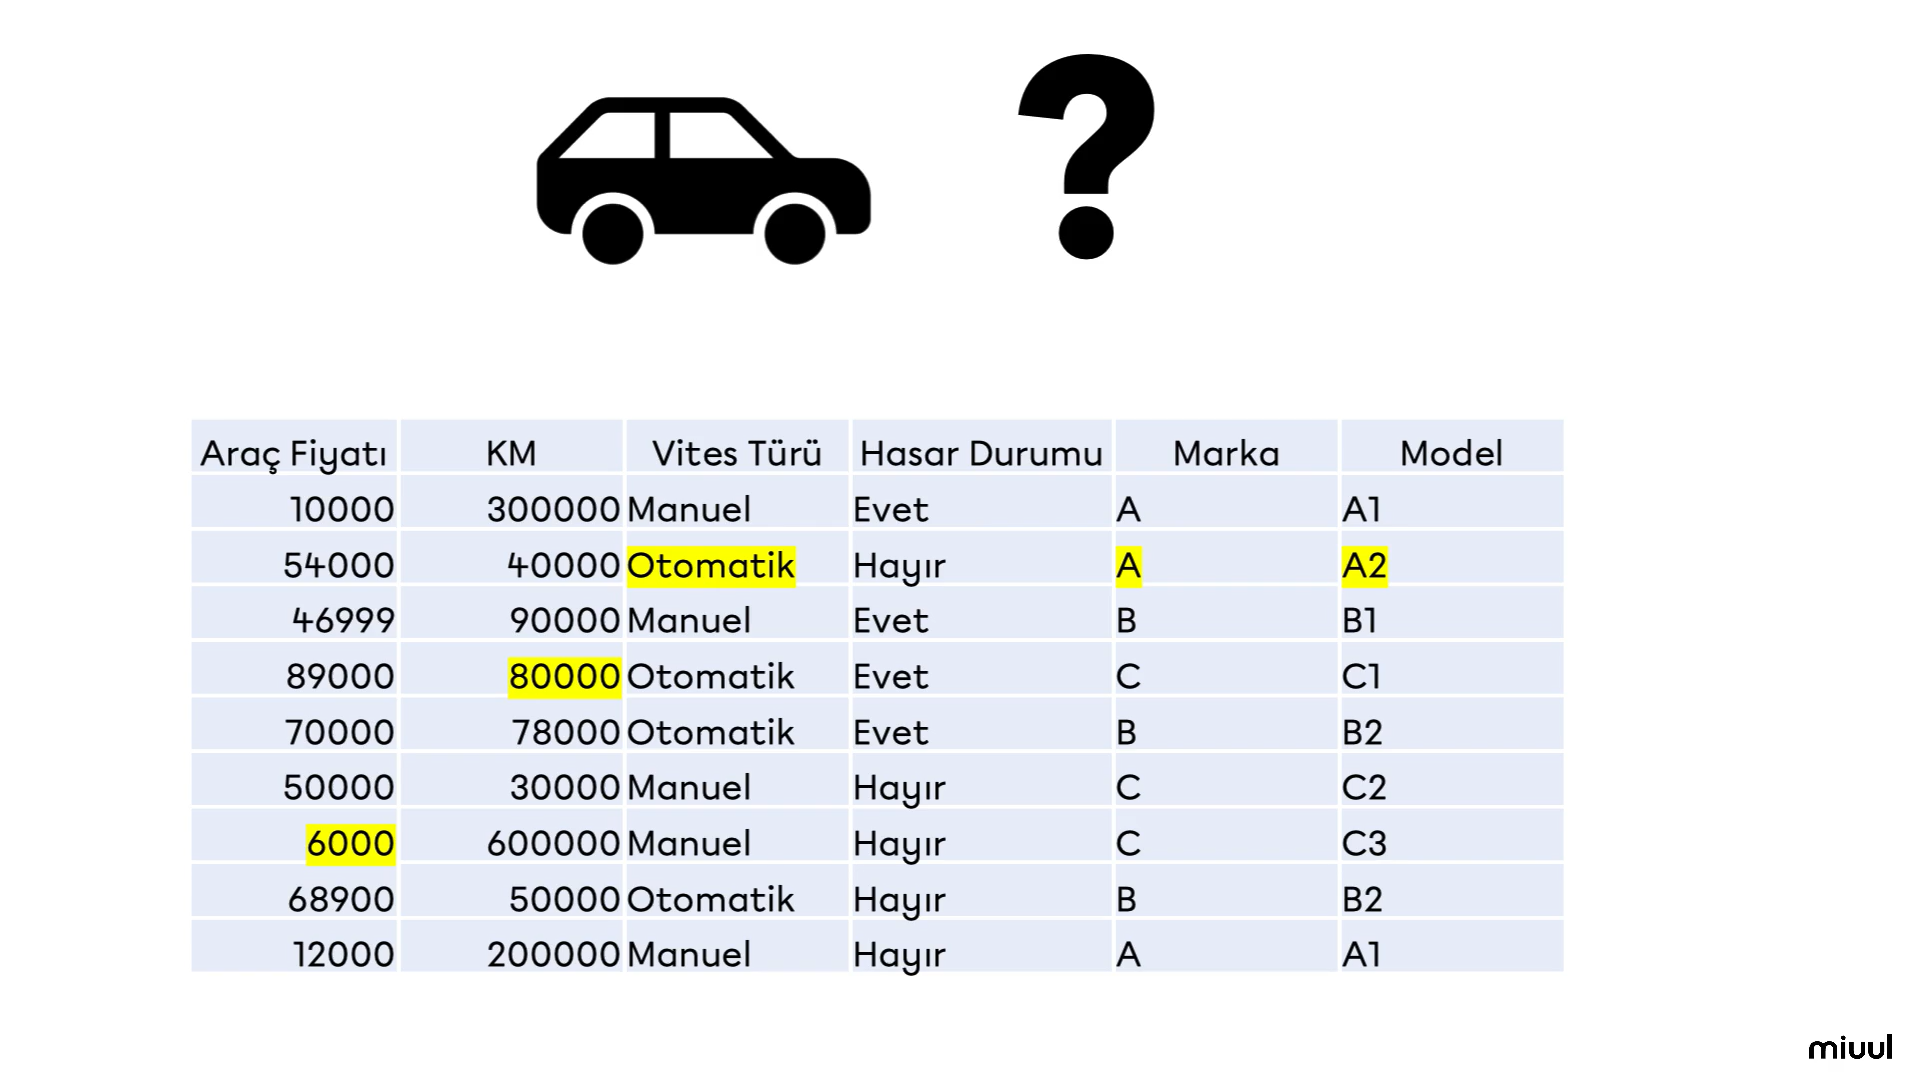 ?
Araç Fiyatı KM Vites Türü Hasar Durumu Marka Model
10000 300000 Manuel Evet A A1
54000 40000 Otomatik Hayır A A2
46999 90000 Manuel Evet B B1
89000 80000 Otomatik Evet C C1
70000 78000 Otomatik Evet B B2
50000 30000 Manuel Hayır C C2
6000 600000 Manuel Hayır C C3
68900 50000 Otomatik Hayır B B2
12000 200000 Manuel Hayır A A1
miuul